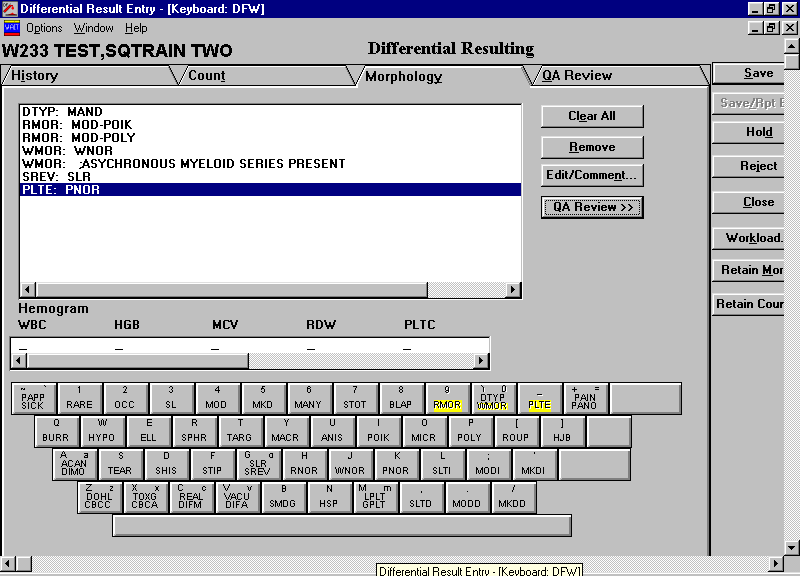 Differential Result Entry - [Keyboard: DFW]
Options Window Help
W233 TEST,SQTRAIN TWO
Differential Resulting
History Count Morphology QA Review
DTYP: MAND
RMOR: MOD-POIK
RMOR: MOD-POLY
WMOR: WNOR
WMOR: ;ASYCHRONOUS MYELOID SERIES PRESENT
SREV: SLR
PLTE: PNOR
Clear All
Remove
Edit/Comment...
QA Review >>
Save
Save/Rpt E
Hold
Reject
Close
Workload.
Retain Mor
Retain Cour
Hemogram
WBC HGB MCV RDW PLTC
_ _ _ _ _
~ ` 1 2 3 4 5 6 7 8 9 \ 0 _ + =
PAPP SICK RARE OCC SL MOD MKD MANY STOT BLAP RMOR DTYP WMOR PLTE PAIN PANO
Q W E R T Y U I O P [ ]
BURR HYPO ELL SPHR TARG MACR ANIS POIK MICR POLY ROUP HJB
A a S D F G a H J K L ; '
ACAN DIMO TEAR SHIS STIP SLR SREV RNOR WNOR PNOR SLTI MODI MKDI
Z z X x C c V v B N M m , . /
DOHL CBCC TOXG CBCA REAL DIFM VACU DIFA SMDG HSP LPLT GPLT SLTD MODD MKDD
Differential Result Entry - [Keyboard: DFW]